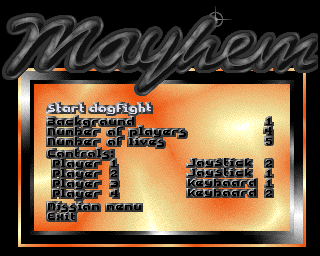 Mayhem
Start dogfight
Background 1
Number of players 4
Number of lives 5
Controls:
Player 1 Joystick 2
Player 2 Joystick 1
Player 3 Keyboard 1
Player 4 Keyboard 2
Mission menu
Exit